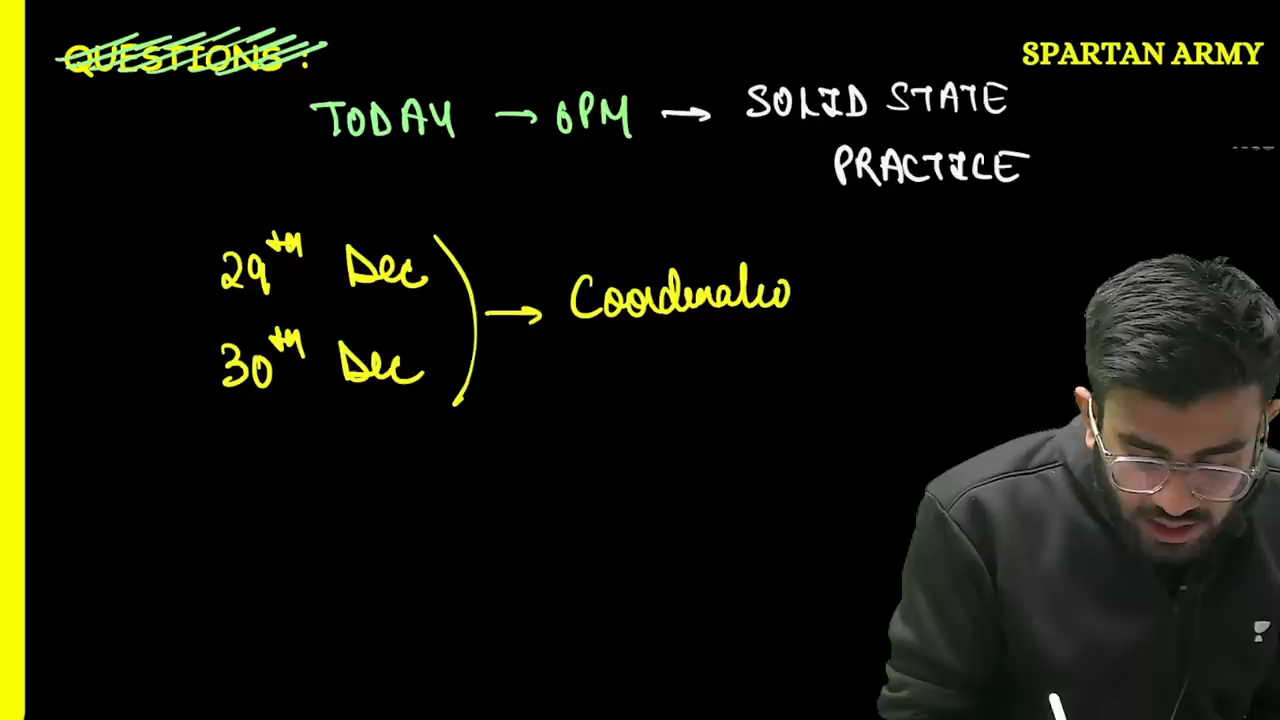 QUESTIONS :
SPARTAN ARMY
TODAY → 6PM → SOLID STATE
PRACTICE
29th Dec
30th Dec
→ Coordinatio